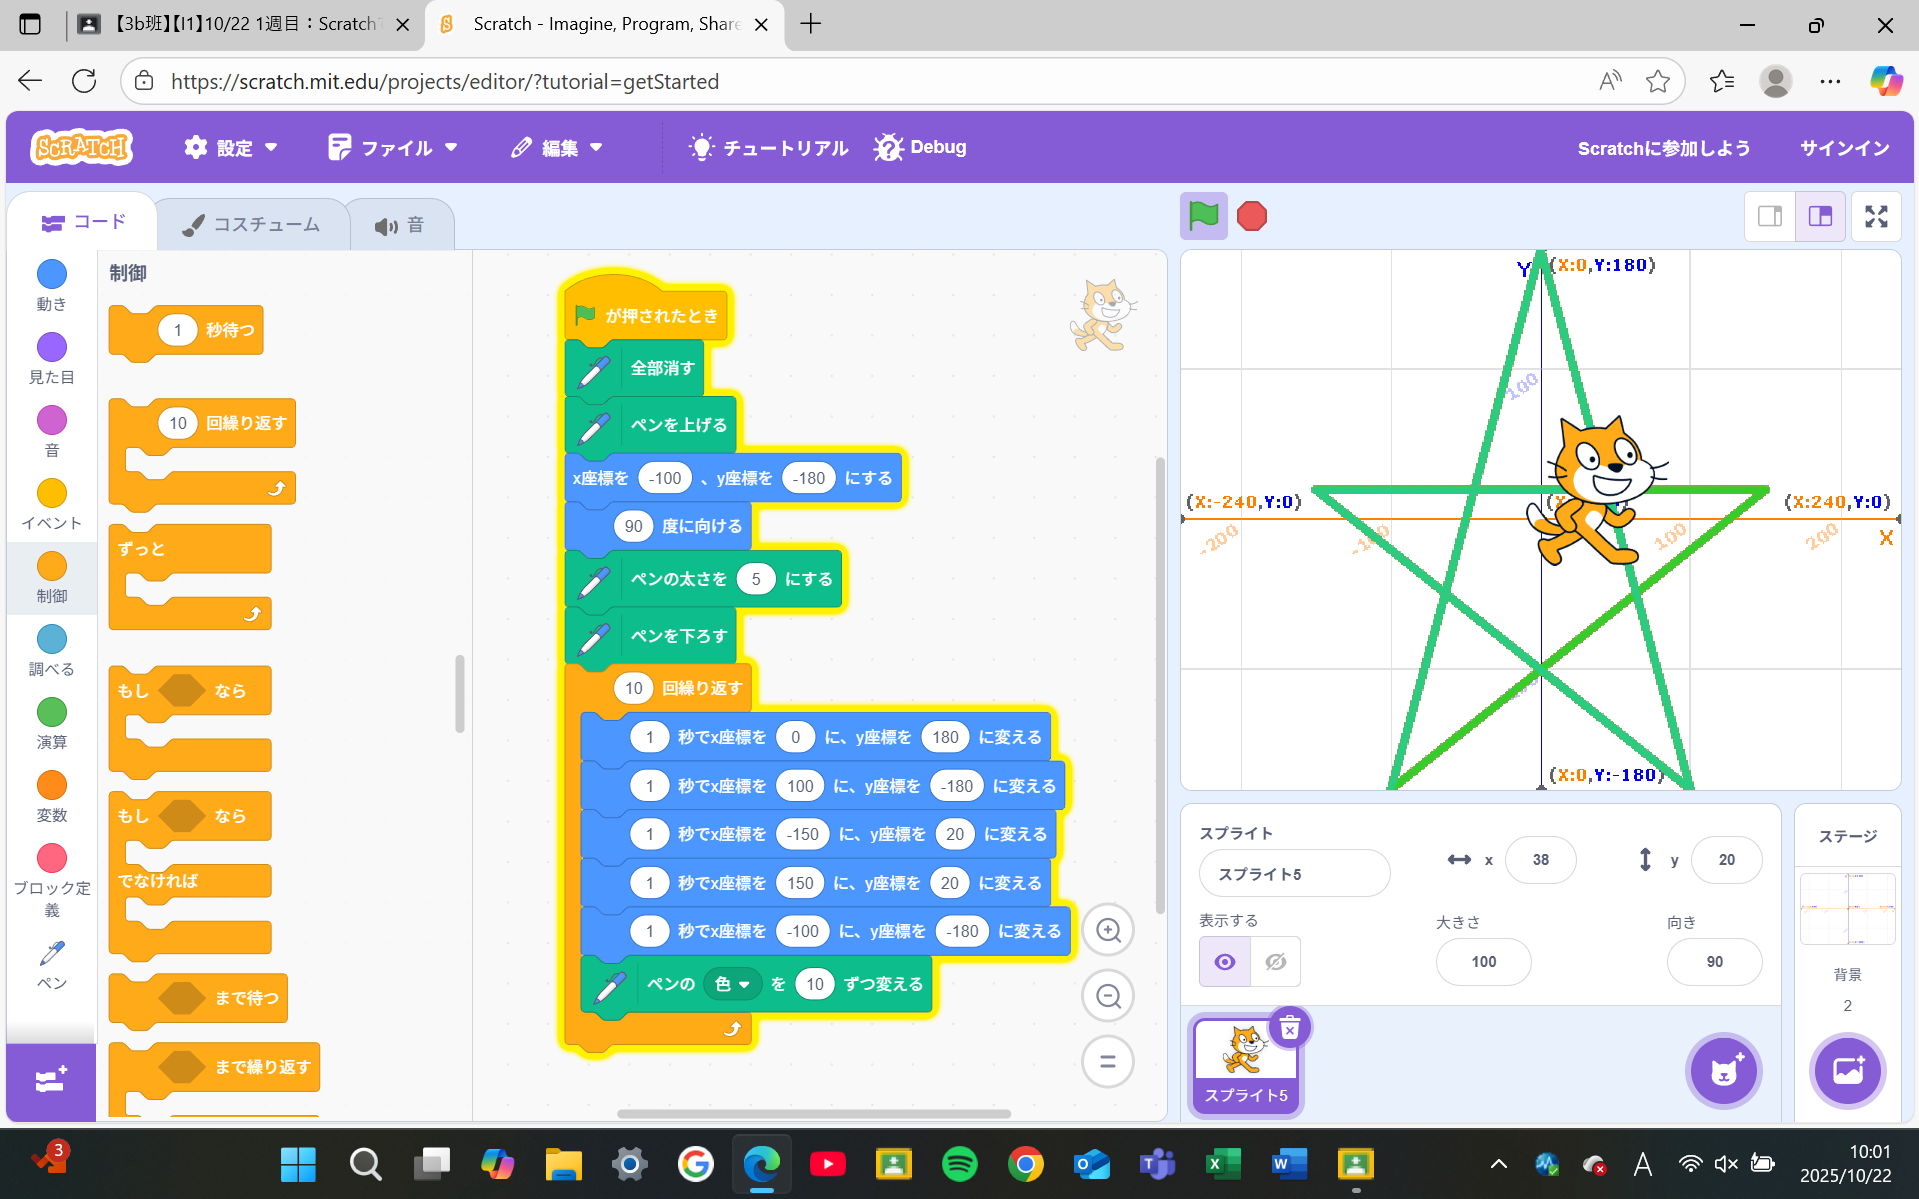 【3b班】【I1】10/22 1週目：Scratch
Scratch - Imagine, Program, Share
https://scratch.mit.edu/projects/editor/?tutorial=getStarted
SCRATCH
設定
ファイル
編集
チュートリアル
Debug
Scratchに参加しよう
サインイン
コード
コスチューム
音
動き
見た目
音
イベント
制御
調べる
演算
変数
ブロック定
義
ペン
制御
1 秒待つ
10 回繰り返す
ずっと
もし なら
もし なら
でなければ
まで待つ
まで繰り返す
が押されたとき
全部消す
ペンを上げる
x座標を -100 、y座標を -180 にする
90 度に向ける
ペンの太さを 5 にする
ペンを下ろす
10 回繰り返す
1 秒でx座標を 0 に、y座標を 180 に変える
1 秒でx座標を 100 に、y座標を -180 に変える
1 秒でx座標を -150 に、y座標を 20 に変える
1 秒でx座標を 150 に、y座標を 20 に変える
1 秒でx座標を -100 に、y座標を -180 に変える
ペンの 色 を 10 ずつ変える
Y (X:0,Y:180)
100
(X:-240,Y:0)
(X:240,Y:0)
-200
100
200
X
(X:0,Y:-180)
スプライト
スプライト5
x 38
y 20
表示する
大きさ
100
向き
90
スプライト5
ステージ
背景
2
3
A
10:01
2025/10/22